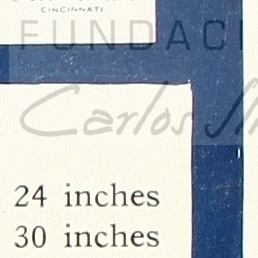 CINCINNATI
FUNDACI
Carlos
24 inches
30 inches